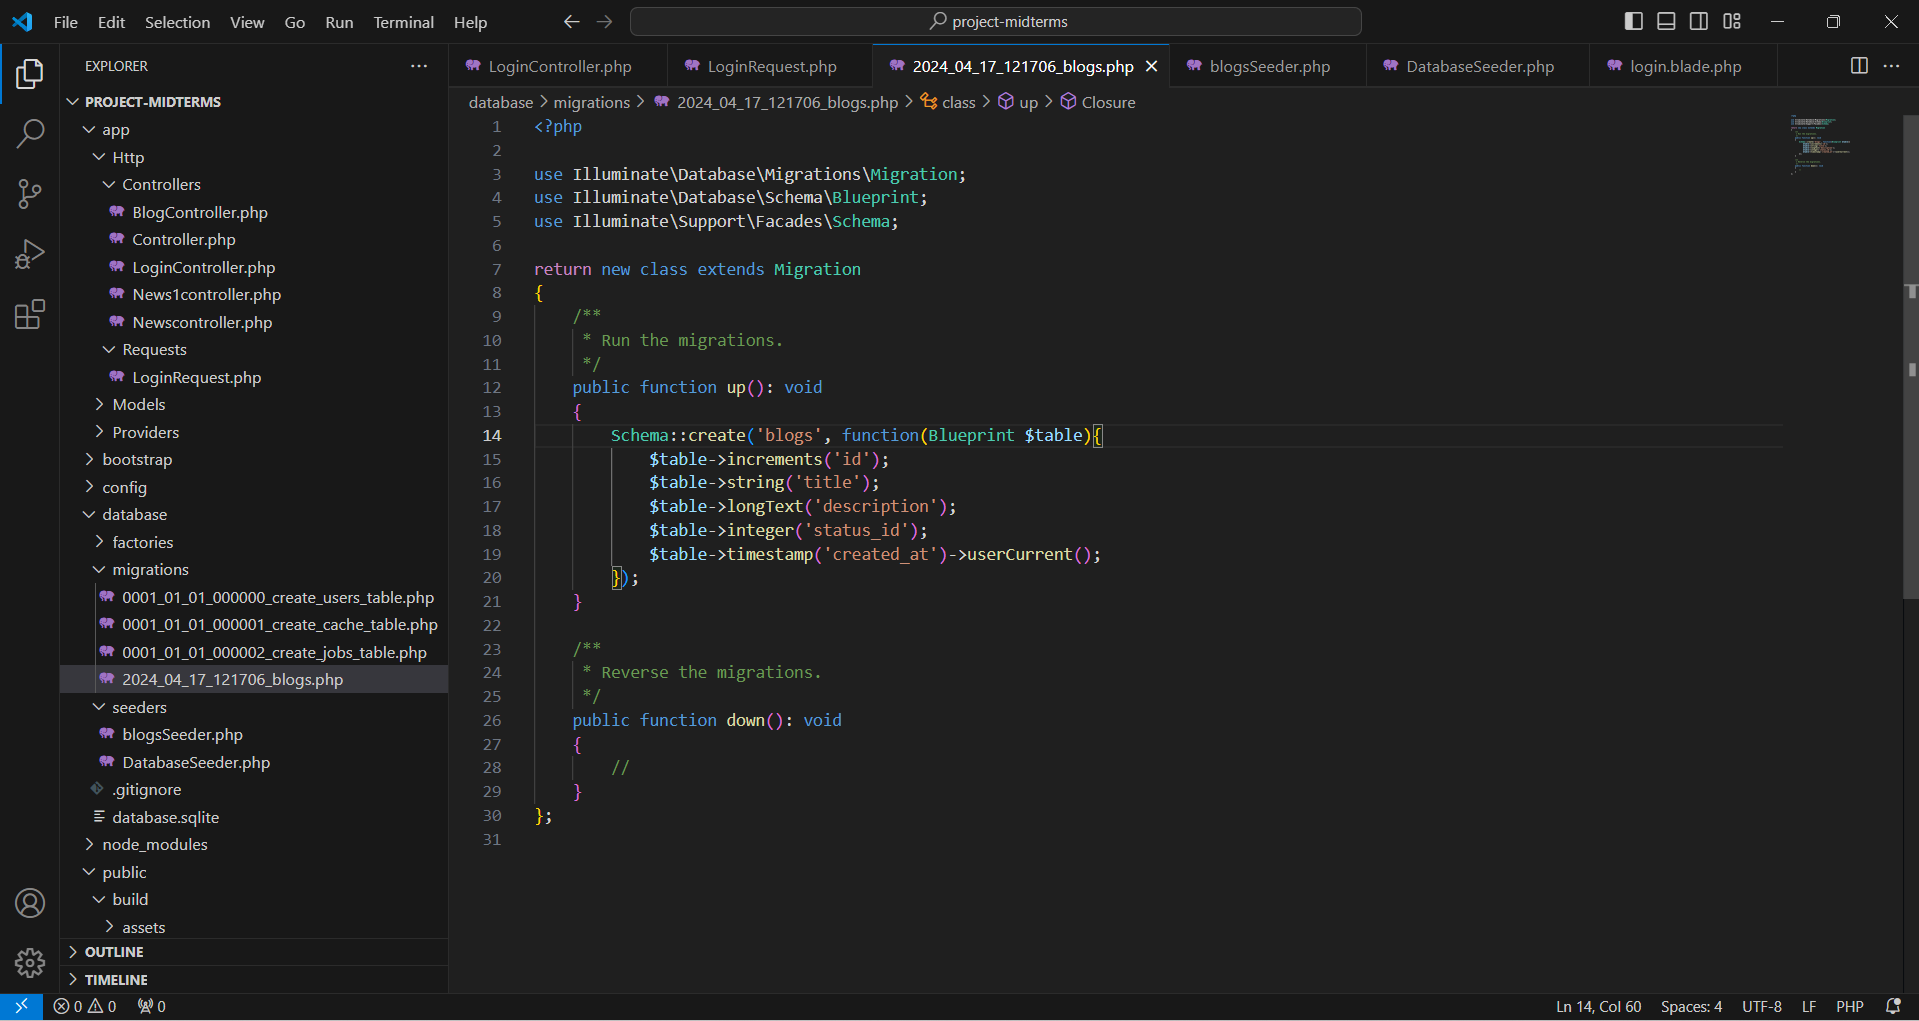 File Edit Selection View Go Run Terminal Help
project-midterms
EXPLORER
PROJECT-MIDTERMS
app
Http
Controllers
BlogController.php
Controller.php
LoginController.php
News1controller.php
Newscontroller.php
Requests
LoginRequest.php
Models
Providers
bootstrap
config
database
factories
migrations
0001_01_01_000000_create_users_table.php
0001_01_01_000001_create_cache_table.php
0001_01_01_000002_create_jobs_table.php
2024_04_17_121706_blogs.php
seeders
blogsSeeder.php
DatabaseSeeder.php
.gitignore
database.sqlite
node_modules
public
build
assets
OUTLINE
TIMELINE
LoginController.php LoginRequest.php 2024_04_17_121706_blogs.php blogsSeeder.php DatabaseSeeder.php login.blade.php
database > migrations > 2024_04_17_121706_blogs.php > class > up > Closure
1 <?php
2
3 use Illuminate\Database\Migrations\Migration;
4 use Illuminate\Database\Schema\Blueprint;
5 use Illuminate\Support\Facades\Schema;
6
7 return new class extends Migration
8 {
9 /**
10 * Run the migrations.
11 */
12 public function up(): void
13 {
14 Schema::create('blogs', function(Blueprint $table){
15 $table->increments('id');
16 $table->string('title');
17 $table->longText('description');
18 $table->integer('status_id');
19 $table->timestamp('created_at')->userCurrent();
20 });
21 }
22
23 /**
24 * Reverse the migrations.
25 */
26 public function down(): void
27 {
28 //
29 }
30 };
31
0 0 0
Ln 14, Col 60 Spaces: 4 UTF-8 LF PHP